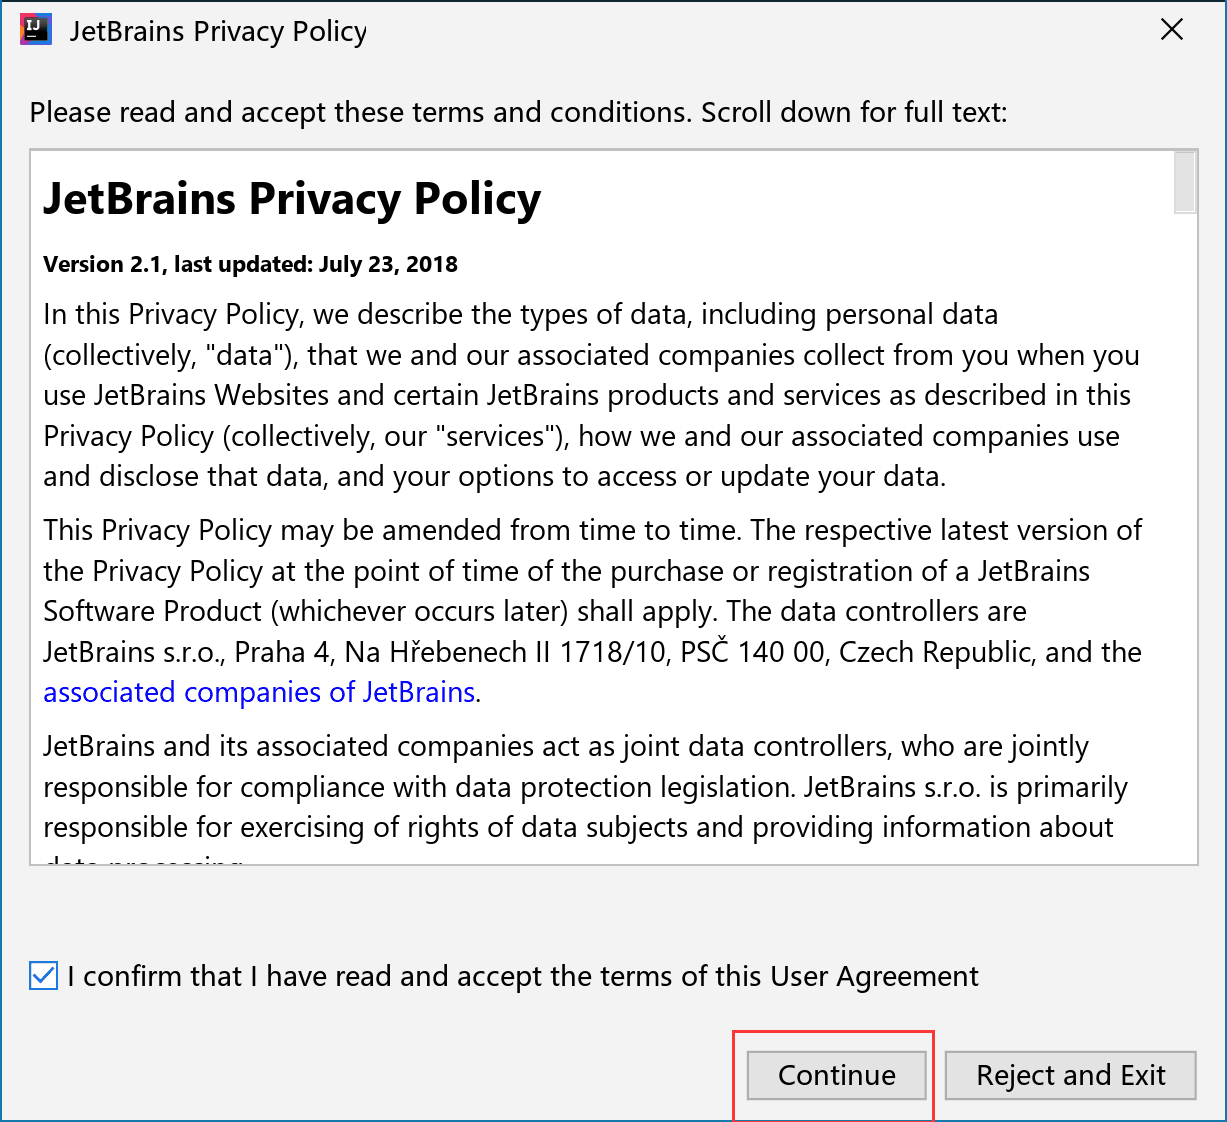 IJ
JetBrains Privacy Policy
Please read and accept these terms and conditions. Scroll down for full text:
JetBrains Privacy Policy
Version 2.1, last updated: July 23, 2018
In this Privacy Policy, we describe the types of data, including personal data
(collectively, "data"), that we and our associated companies collect from you when you
use JetBrains Websites and certain JetBrains products and services as described in this
Privacy Policy (collectively, our "services"), how we and our associated companies use
and disclose that data, and your options to access or update your data.
This Privacy Policy may be amended from time to time. The respective latest version of
the Privacy Policy at the point of time of the purchase or registration of a JetBrains
Software Product (whichever occurs later) shall apply. The data controllers are
JetBrains s.r.o., Praha 4, Na Hřebenech II 1718/10, PSČ 140 00, Czech Republic, and the
associated companies of JetBrains.
JetBrains and its associated companies act as joint data controllers, who are jointly
responsible for compliance with data protection legislation. JetBrains s.r.o. is primarily
responsible for exercising of rights of data subjects and providing information about
data processing.
I confirm that I have read and accept the terms of this User Agreement
Continue
Reject and Exit